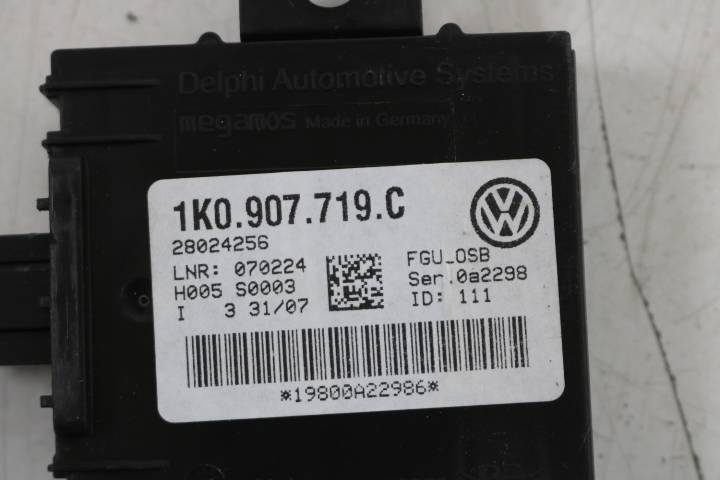 Delphi Automotive Systems
megamos Made in Germany
1K0.907.719.C
28024256
LNR: 070224
H005 S0003
I 3 31/07
FGU_OSB
Ser.0a2298
ID: 111
*19800A22986*